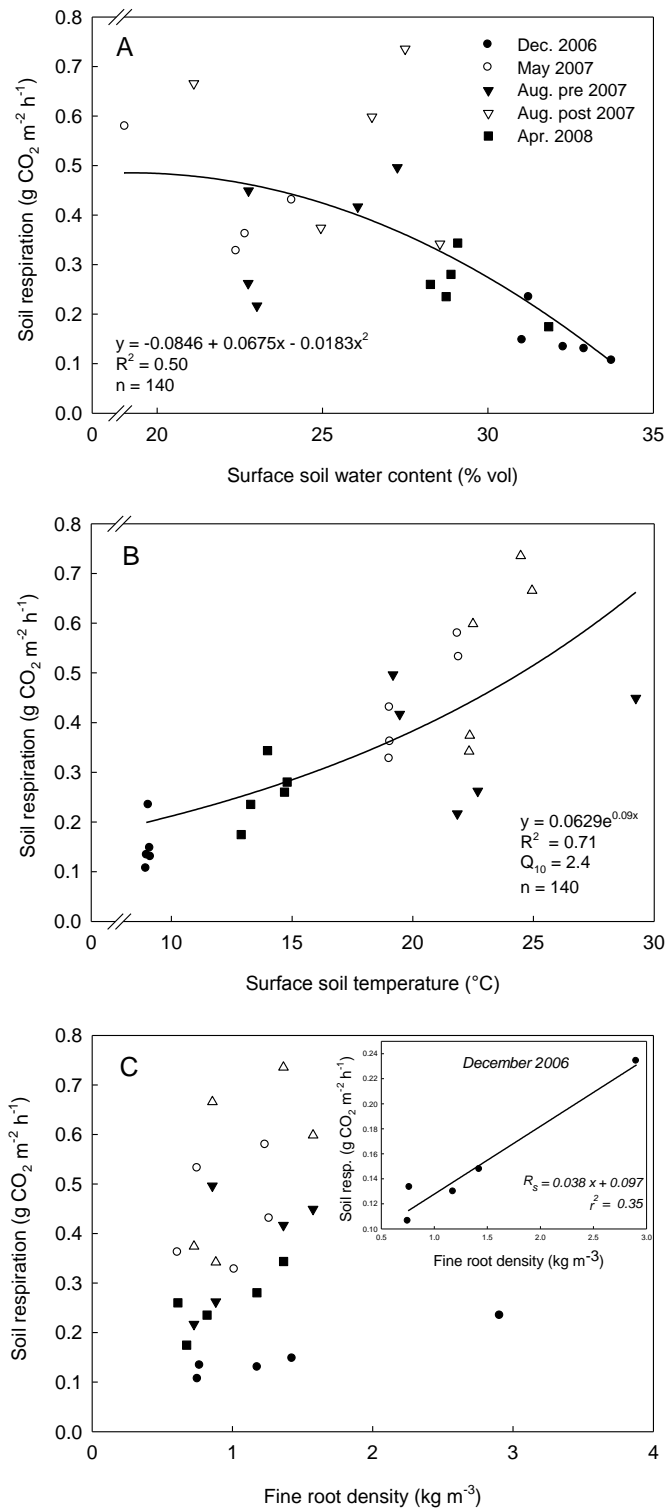 A
Dec. 2006
May 2007
Aug. pre 2007
Aug. post 2007
Apr. 2008
0.8
0.7
0.6
0.5
0.4
0.3
0.2
0.1
0.0
Soil respiration (g CO₂ m⁻² h⁻¹)
y = -0.0846 + 0.0675x - 0.0183x²
R² = 0.50
n = 140
0 20 25 30 35
Surface soil water content (% vol)
B
0.8
0.7
0.6
0.5
0.4
0.3
0.2
0.1
0.0
Soil respiration (g CO₂ m⁻² h⁻¹)
y = 0.0629e⁰·⁰⁹ˣ
R² = 0.71
Q₁₀ = 2.4
n = 140
0 10 15 20 25 30
Surface soil temperature (°C)
C
0.8
0.7
0.6
0.5
0.4
0.3
0.2
0.1
0.0
Soil respiration (g CO₂ m⁻² h⁻¹)
December 2006
0.24
0.22
0.20
0.18
0.16
0.14
0.12
0.10
Soil resp. (g CO₂ m⁻² h⁻¹)
Rₛ = 0.038 x + 0.097
r² = 0.35
0.5 1.0 1.5 2.0 2.5 3.0
Fine root density (kg m⁻³)
0 1 2 3 4
Fine root density (kg m⁻³)